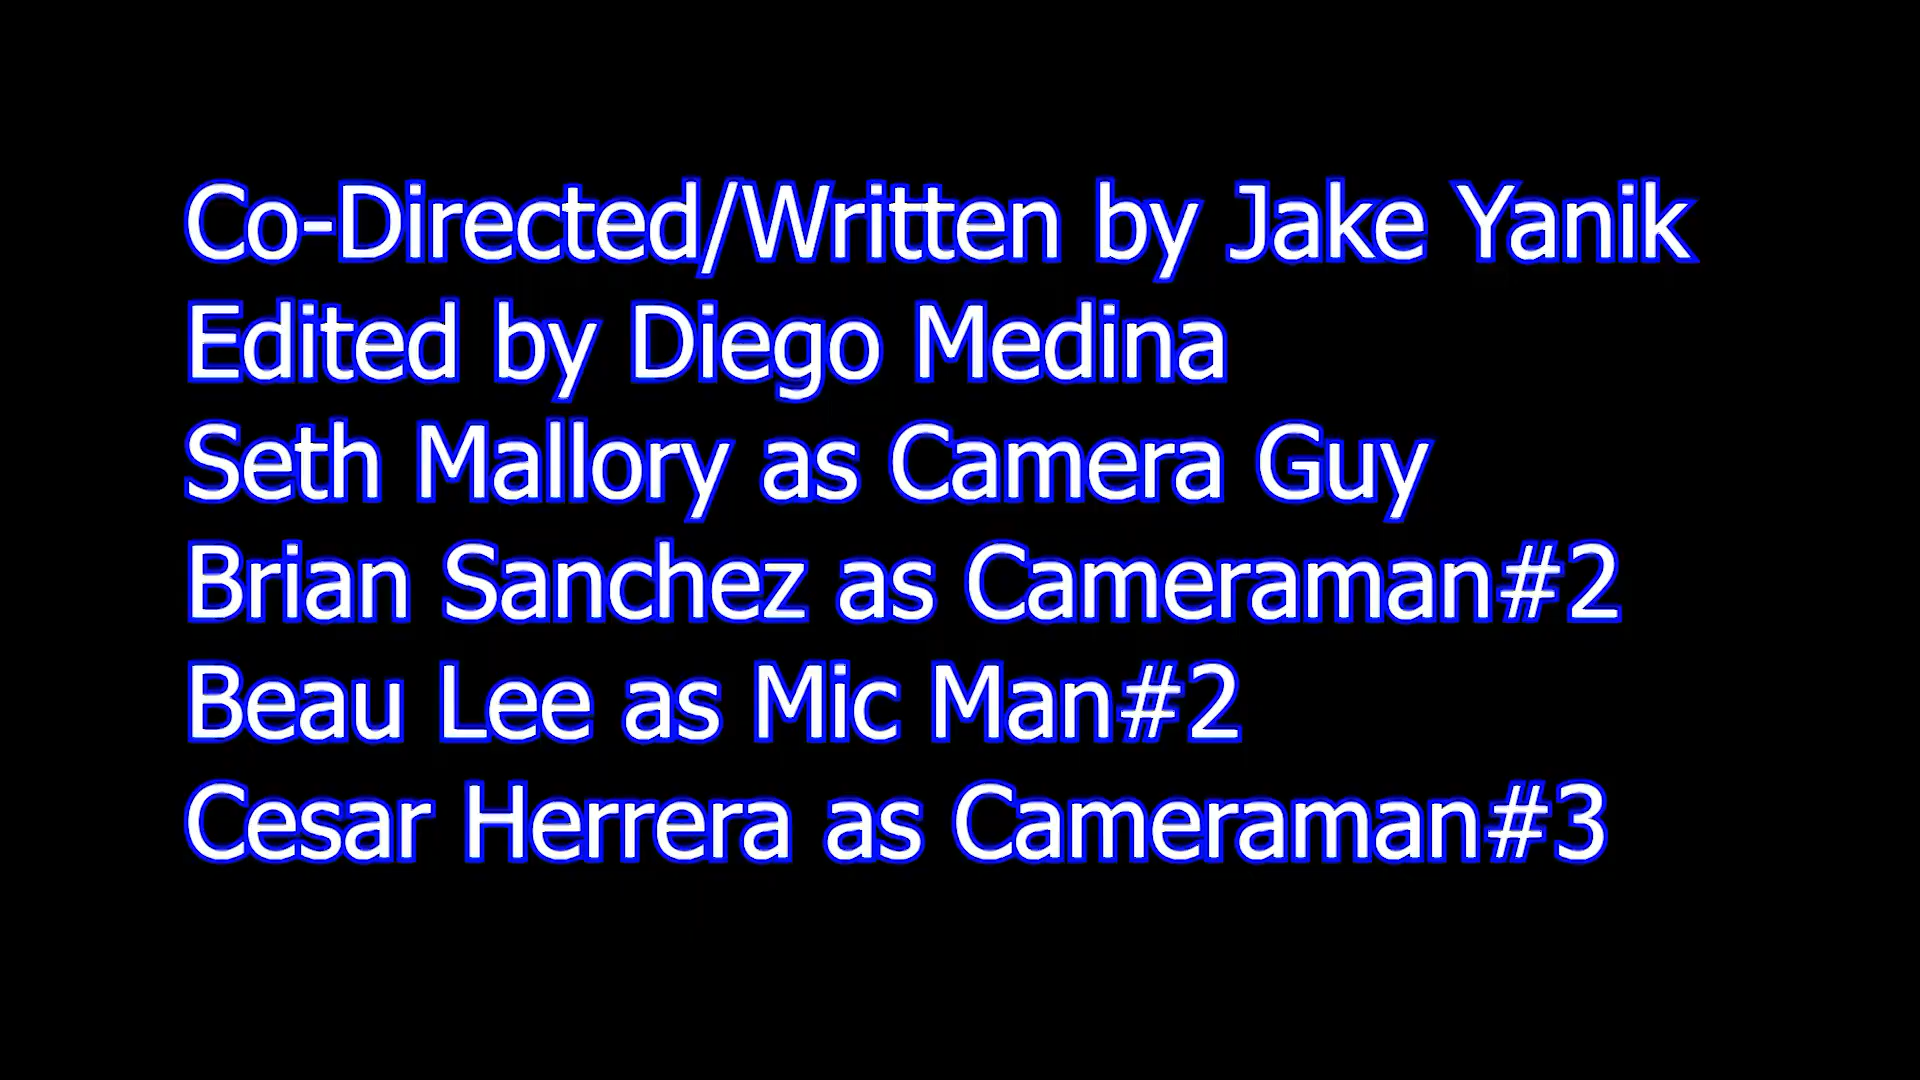 Co-Directed/Written by Jake Yanik
Edited by Diego Medina
Seth Mallory as Camera Guy
Brian Sanchez as Cameraman#2
Beau Lee as Mic Man#2
Cesar Herrera as Cameraman#3